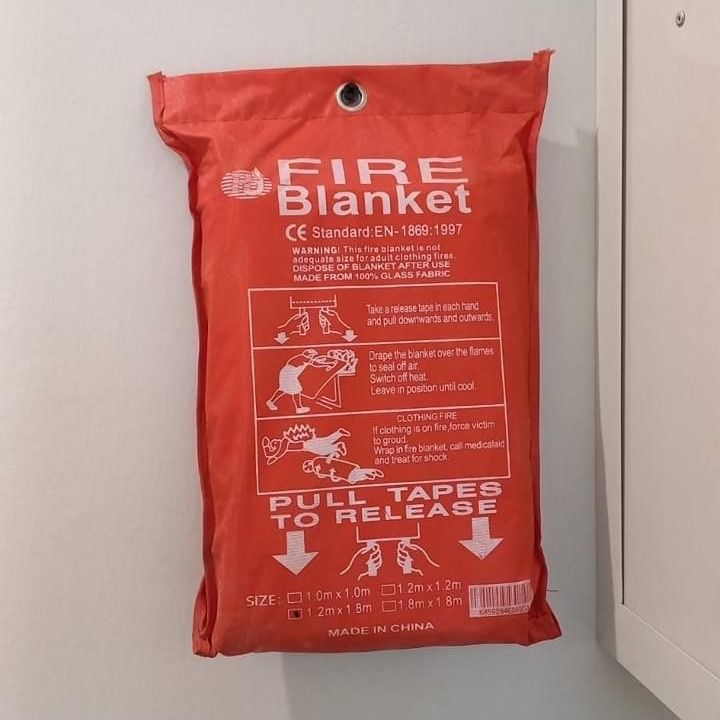 FIRE
Blanket
CE Standard:EN-1869:1997
WARNING! This fire blanket is not
adequate size for adult clothing fires.
DISPOSE OF BLANKET AFTER USE
MADE FROM 100% GLASS FABRIC
Take a release tape in each hand
and pull downwards and outwards.
Drape the blanket over the flames
to seal off air.
Switch off heat.
Leave in position until cool.
CLOTHING FIRE
If clothing is on fire,force victim
to groud.
Wrap in fire blanket, call medicalaid
and treat for shock.
PULL TAPES
TO RELEASE
SIZE: 1.0m x 1.0m 1.2m x 1.2m
1.2m x 1.8m 1.8m x 1.8m
MADE IN CHINA